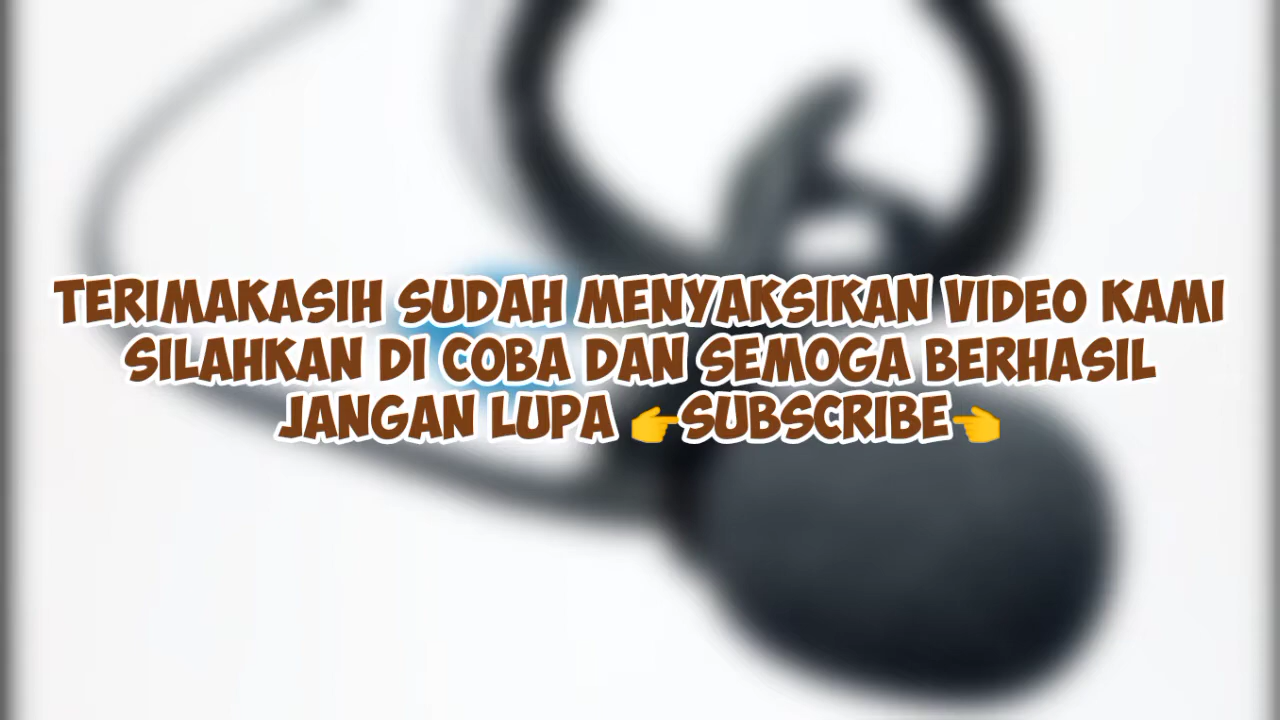 TERIMAKASIH SUDAH MENYAKSIKAN VIDEO KAMI
SILAHKAN DI COBA DAN SEMOGA BERHASIL
JANGAN LUPA 👉SUBSCRIBE👈